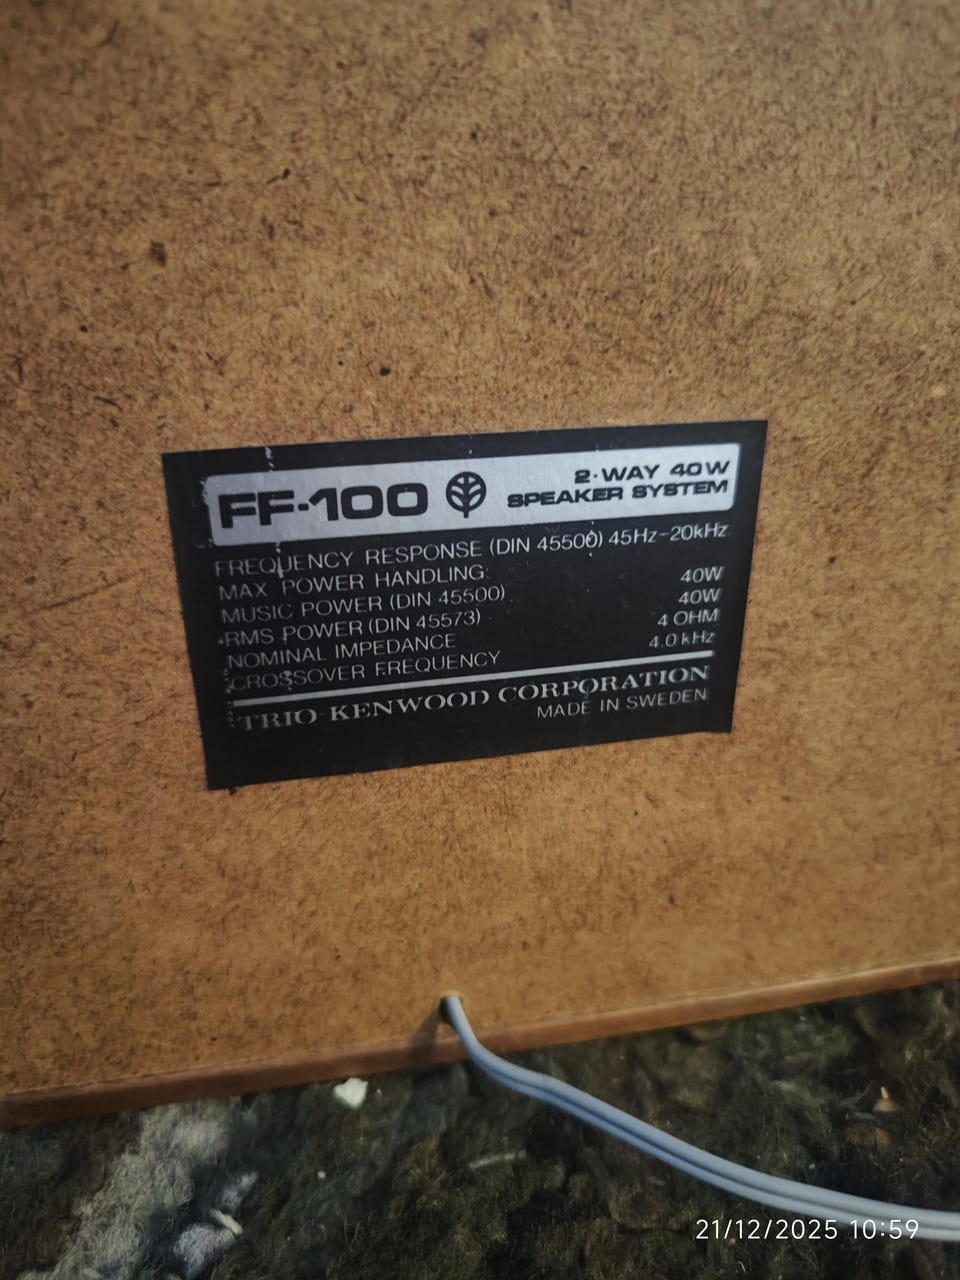 FF-100
2-WAY 40W
SPEAKER SYSTEM
FREQUENCY RESPONSE (DIN 45500) 45Hz-20kHz
MAX POWER HANDLING:
MUSIC POWER (DIN 45500) 40W
RMS POWER (DIN 45573) 40W
NOMINAL IMPEDANCE 4 OHM
CROSSOVER FREQUENCY 4.0 kHz
TRIO-KENWOOD CORPORATION
MADE IN SWEDEN
21/12/2025 10:59